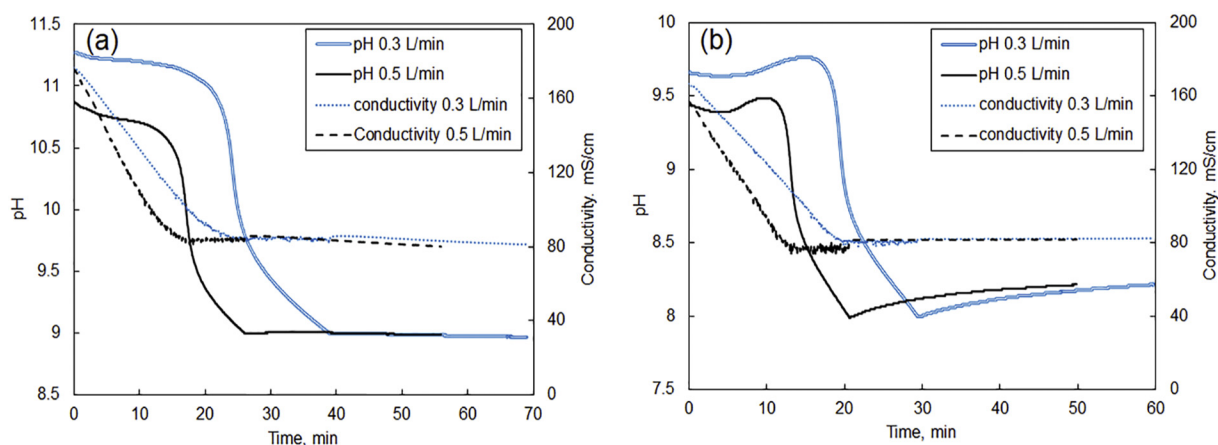 (a)
pH 0.3 L/min
pH 0.5 L/min
conductivity 0.3 L/min
Conductivity 0.5 L/min
11.5
11
10.5
10
9.5
9
8.5
pH
0
10
20
30
40
50
60
70
Time, min
200
160
120
80
40
0
Conductivity. mS/cm
(b)
pH 0.3 L/min
pH 0.5 L/min
conductivity 0.3 L/min
conductivity 0.5 L/min
10
9.5
9
8.5
8
7.5
pH
0
10
20
30
40
50
60
Time, min
200
160
120
80
40
0
Conductivity. mS/cm